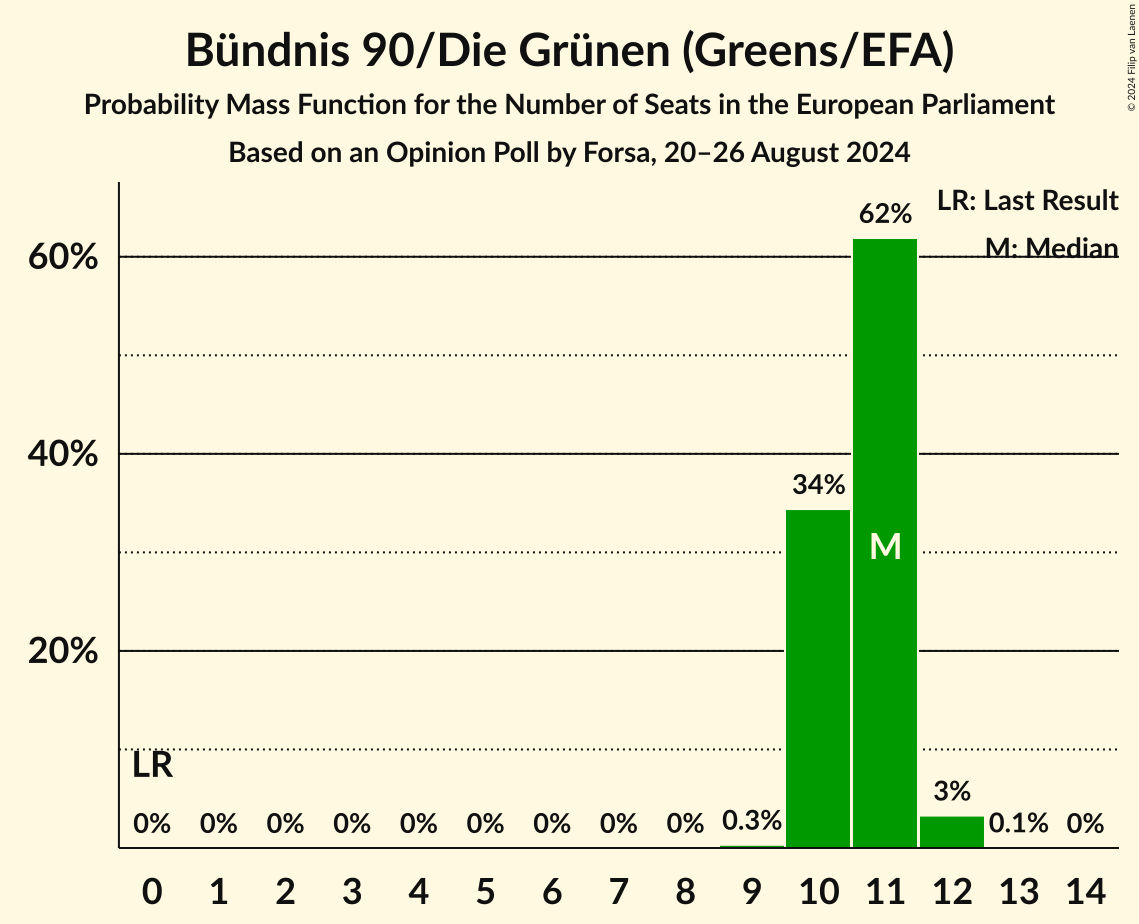 Bündnis 90/Die Grünen (Greens/EFA)
Probability Mass Function for the Number of Seats in the European Parliament
Based on an Opinion Poll by Forsa, 20–26 August 2024
© 2024 Filip van Laenen
LR: Last Result
M: Median
60%
40%
20%
62%
34%
M
LR
0% 0% 0% 0% 0% 0% 0% 0% 0% 0.3% 3% 0.1% 0%
0 1 2 3 4 5 6 7 8 9 10 11 12 13 14